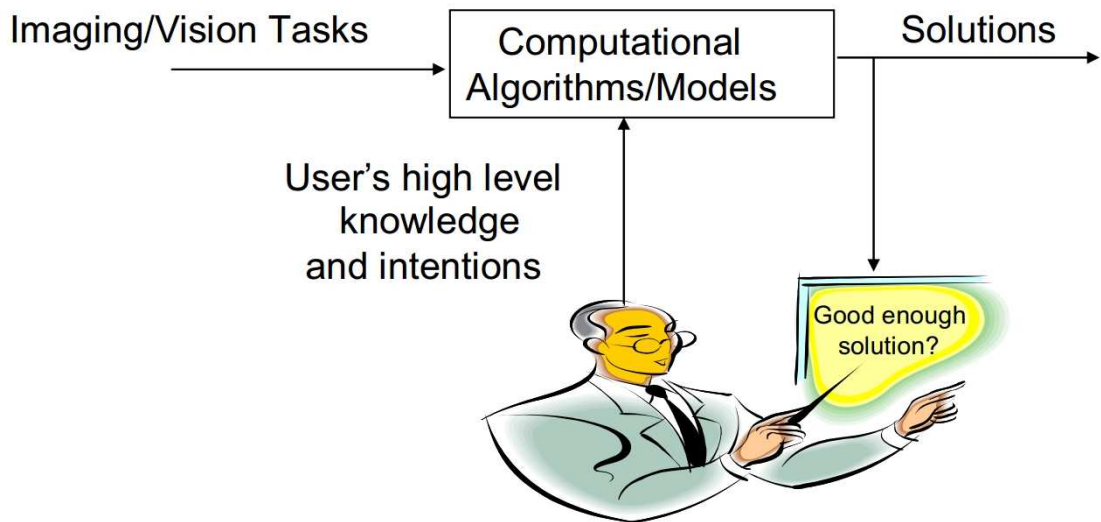 Imaging/Vision Tasks
Computational
Algorithms/Models
Solutions
User’s high level
knowledge
and intentions
Good enough
solution?